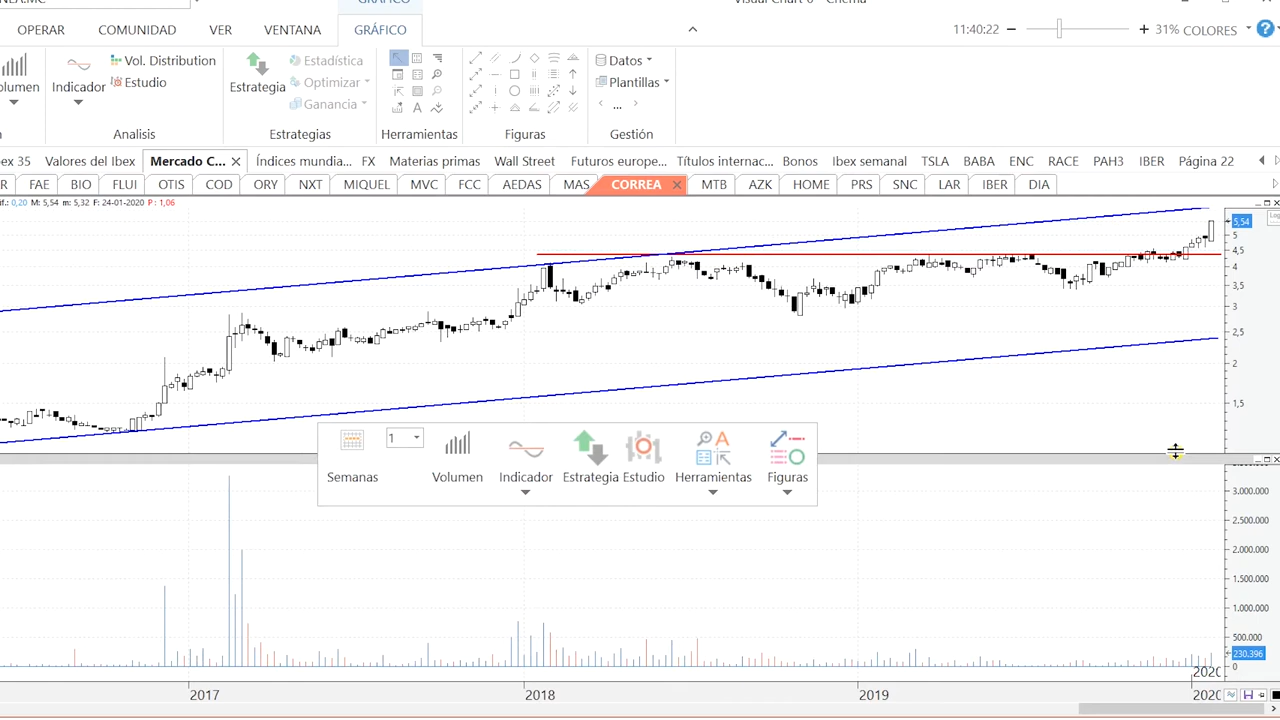 GRÁFICO
OPERAR COMUNIDAD VER VENTANA GRÁFICO 11:40:22 31% COLORES
Vol. Distribution Estadística Datos
Indicador Estudio Estrategia Optimizar Plantillas
Ganancia ...
Analisis Estrategias Herramientas Figuras Gestión
Valores del Ibex Mercado C... Índices mundia... FX Materias primas Wall Street Futuros europe... Títulos internac... Bonos Ibex semanal TSLA BABA ENC RACE PAH3 IBER Página 22
FAE BIO FLUI OTIS COD ORY NXT MIQUEL MVC FCC AEDAS MAS CORREA MTB AZK HOME PRS SNC LAR IBER DIA
0,20 M: 5,54 m: 5,32 F: 24-01-2020 P: 1,06
5,54
5
4,5
4
3,5
3
2,5
2
1,5
1
Semanas Volumen Indicador Estrategia Estudio Herramientas Figuras
3.000.000
2.500.000
2.000.000
1.500.000
1.000.000
500.000
230.396
0
2020
2017 2018 2019 2020